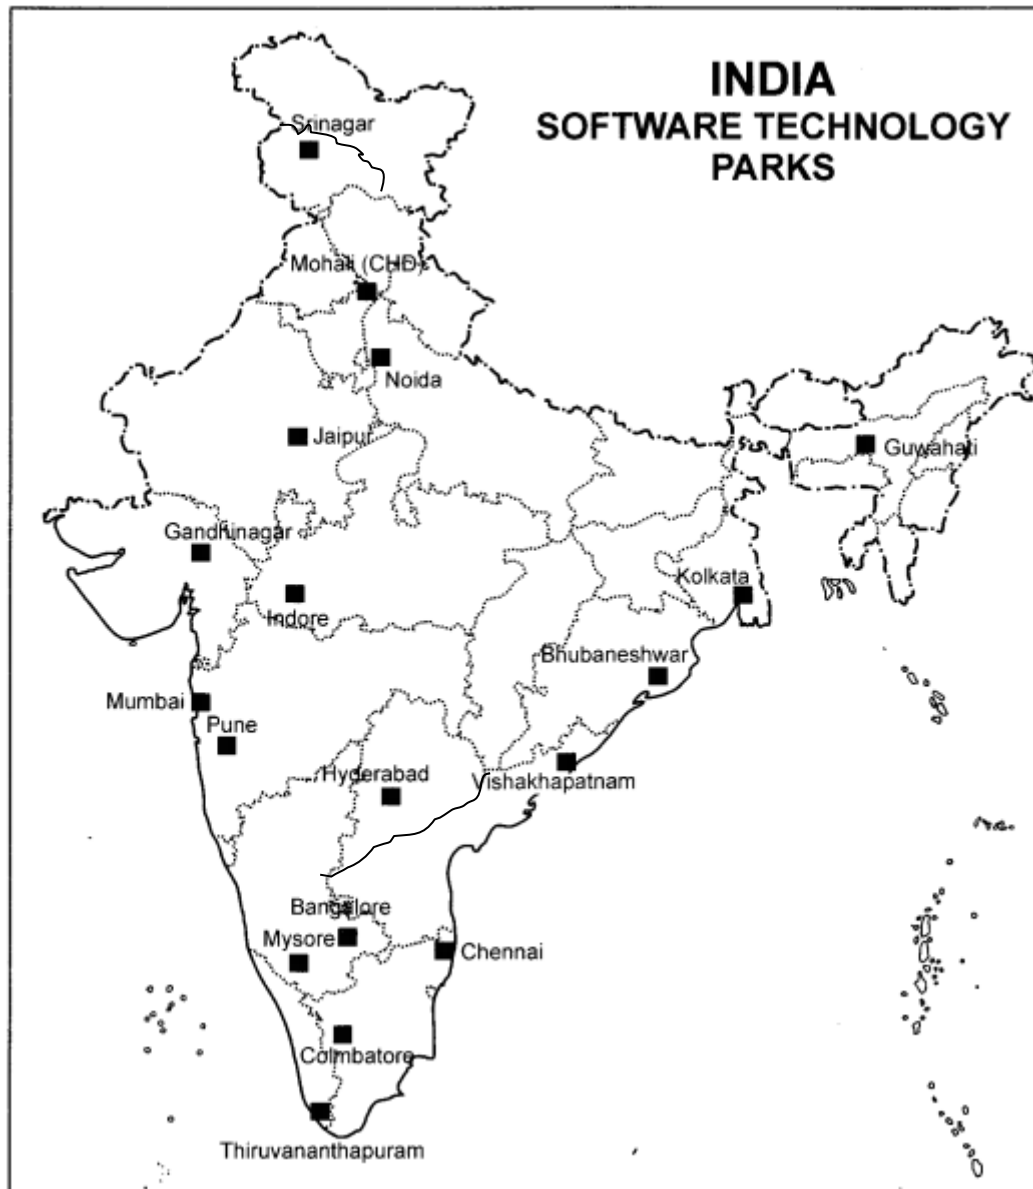 INDIA
SOFTWARE TECHNOLOGY
PARKS
Srinagar
Mohali (CHD)
Noida
Jaipur
Guwahati
Gandhinagar
Kolkata
Indore
Bhubaneshwar
Mumbai
Pune
Hyderabad
Vishakhapatnam
Bangalore
Mysore
Chennai
Coimbatore
Thiruvananthapuram